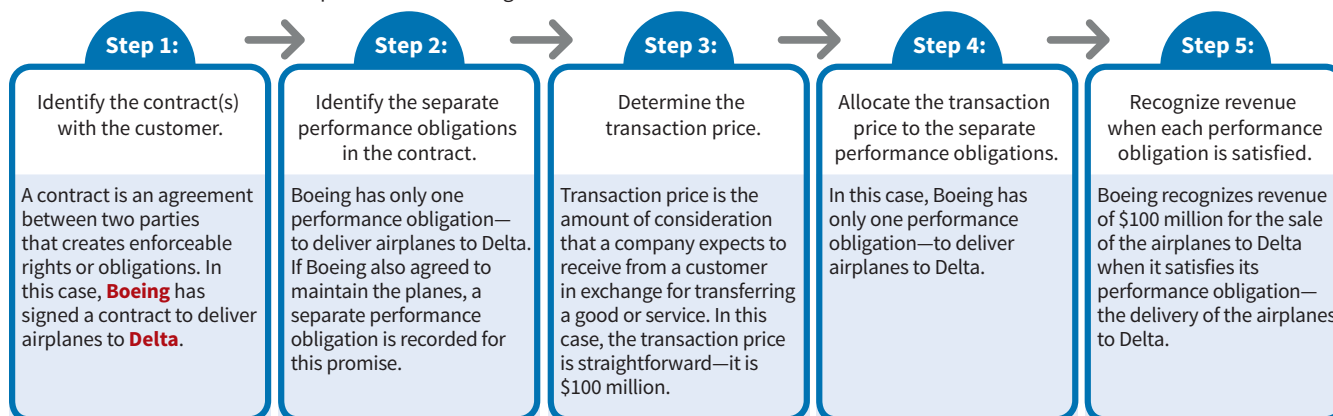 Step 1:
Identify the contract(s)
with the customer.
A contract is an agreement
between two parties
that creates enforceable
rights or obligations. In
this case, Boeing has
signed a contract to deliver
airplanes to Delta.
Step 2:
Identify the separate
performance obligations
in the contract.
Boeing has only one
performance obligation—
to deliver airplanes to Delta.
If Boeing also agreed to
maintain the planes, a
separate performance
obligation is recorded for
this promise.
Step 3:
Determine the
transaction price.
Transaction price is the
amount of consideration
that a company expects to
receive from a customer
in exchange for transferring
a good or service. In this
case, the transaction price
is straightforward—it is
$100 million.
Step 4:
Allocate the transaction
price to the separate
performance obligations.
In this case, Boeing has
only one performance
obligation—to deliver
airplanes to Delta.
Step 5:
Recognize revenue
when each performance
obligation is satisfied.
Boeing recognizes revenue
of $100 million for the sale
of the airplanes to Delta
when it satisfies its
performance obligation—
the delivery of the airplanes
to Delta.